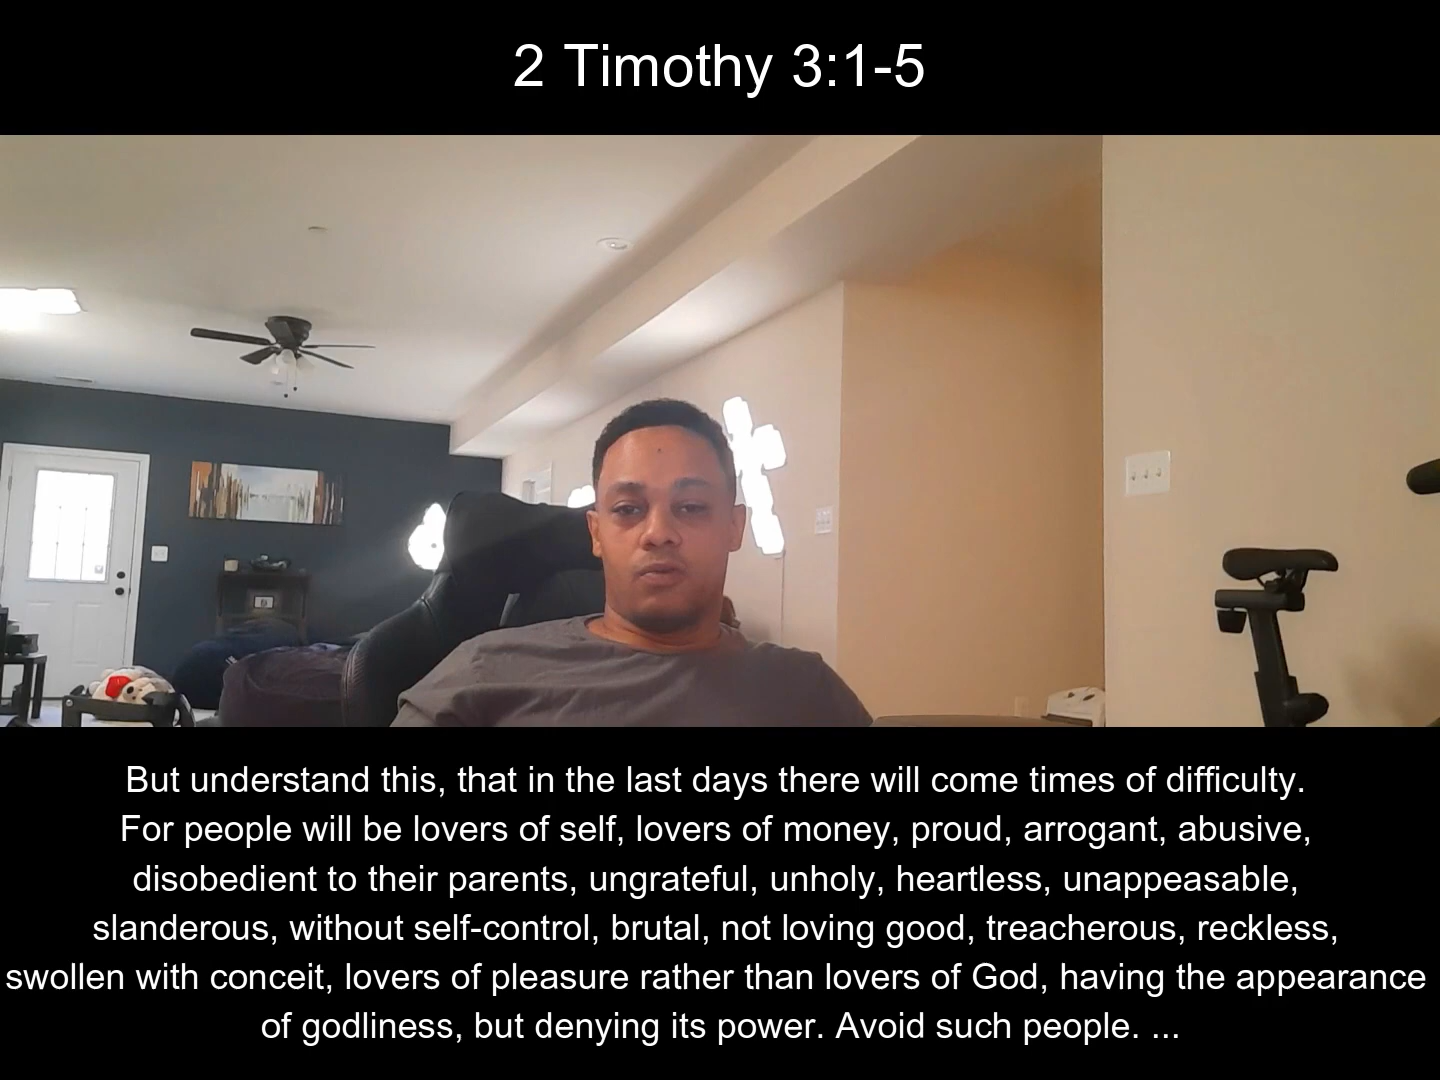 2 Timothy 3:1-5
But understand this, that in the last days there will come times of difficulty.
For people will be lovers of self, lovers of money, proud, arrogant, abusive,
disobedient to their parents, ungrateful, unholy, heartless, unappeasable,
slanderous, without self-control, brutal, not loving good, treacherous, reckless,
swollen with conceit, lovers of pleasure rather than lovers of God, having the appearance
of godliness, but denying its power. Avoid such people. ...